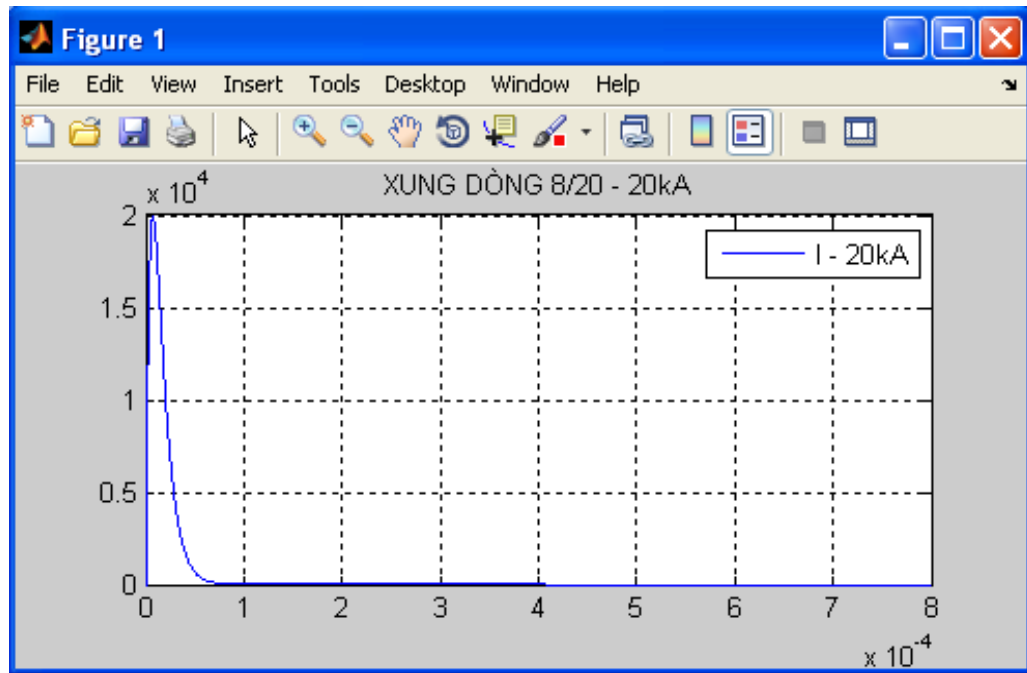 Figure 1
File Edit View Insert Tools Desktop Window Help
x 10^4
XUNG DÒNG 8/20 - 20kA
2
I - 20kA
1.5
1
0.5
0
0 1 2 3 4 5 6 7 8
x 10^-4